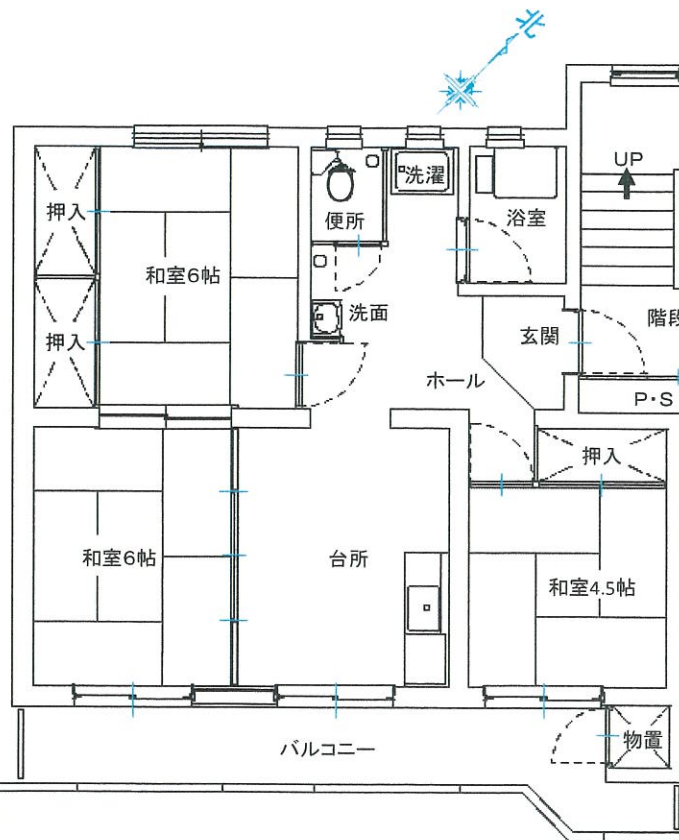 北
UP
押入
便所
洗濯
浴室
和室6帖
押入
洗面
玄関
階段
ホール
P・S
押入
和室6帖
台所
和室4.5帖
バルコニー
物置